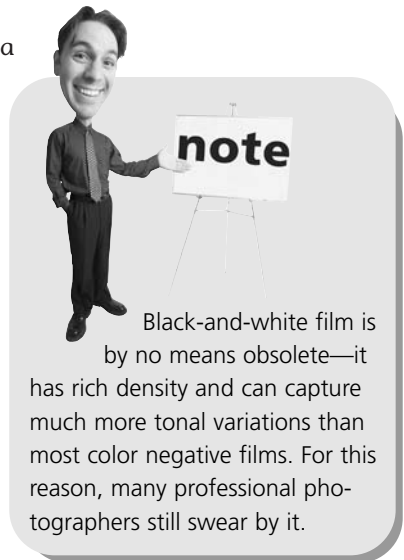 a
note
Black-and-white film is
by no means obsolete—it
has rich density and can capture
much more tonal variations than
most color negative films. For this
reason, many professional pho-
tographers still swear by it.